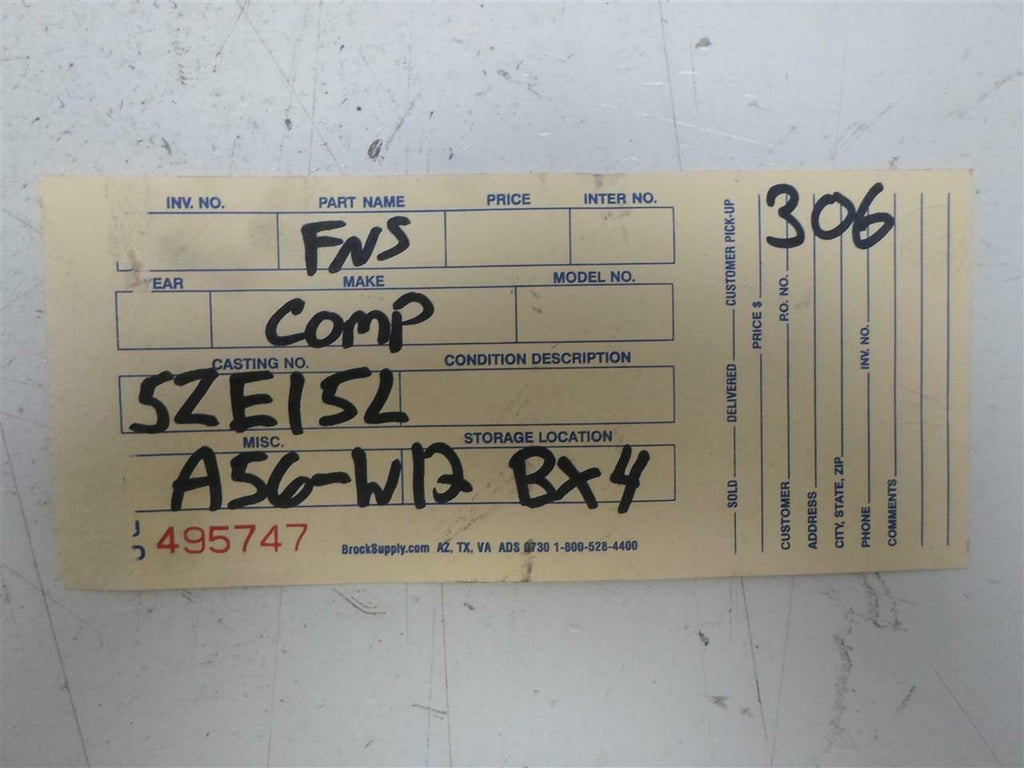 INV. NO. PART NAME PRICE INTER NO.
FNS
EAR MAKE MODEL NO.
COMP
CASTING NO. CONDITION DESCRIPTION
5ZE15L
MISC. STORAGE LOCATION
A56-W12 BX4
495747
BrockSupply.com AZ, TX, VA ADS 0730 1-800-528-4400
306
SOLD DELIVERED CUSTOMER PICK-UP
PRICE $
CUSTOMER P.O. NO.
ADDRESS
CITY, STATE, ZIP
PHONE INV. NO.
COMMENTS